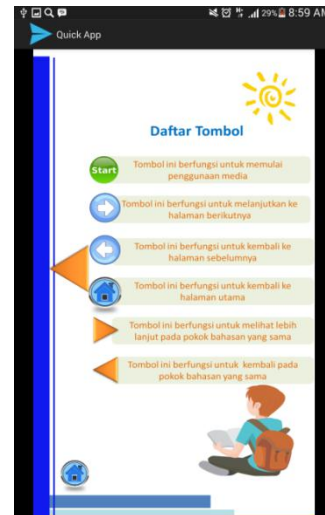 29% 8:59 AM
Quick App
Daftar Tombol
Start
Tombol ini berfungsi untuk memulai
penggunaan media
Tombol ini berfungsi untuk melanjutkan ke
halaman berikutnya
Tombol ini berfungsi untuk kembali ke
halaman sebelumnya
Tombol ini berfungsi untuk kembali ke
halaman utama
Tombol ini berfungsi untuk melihat lebih
lanjut pada pokok bahasan yang sama
Tombol ini berfungsi untuk kembali pada
pokok bahasan yang sama